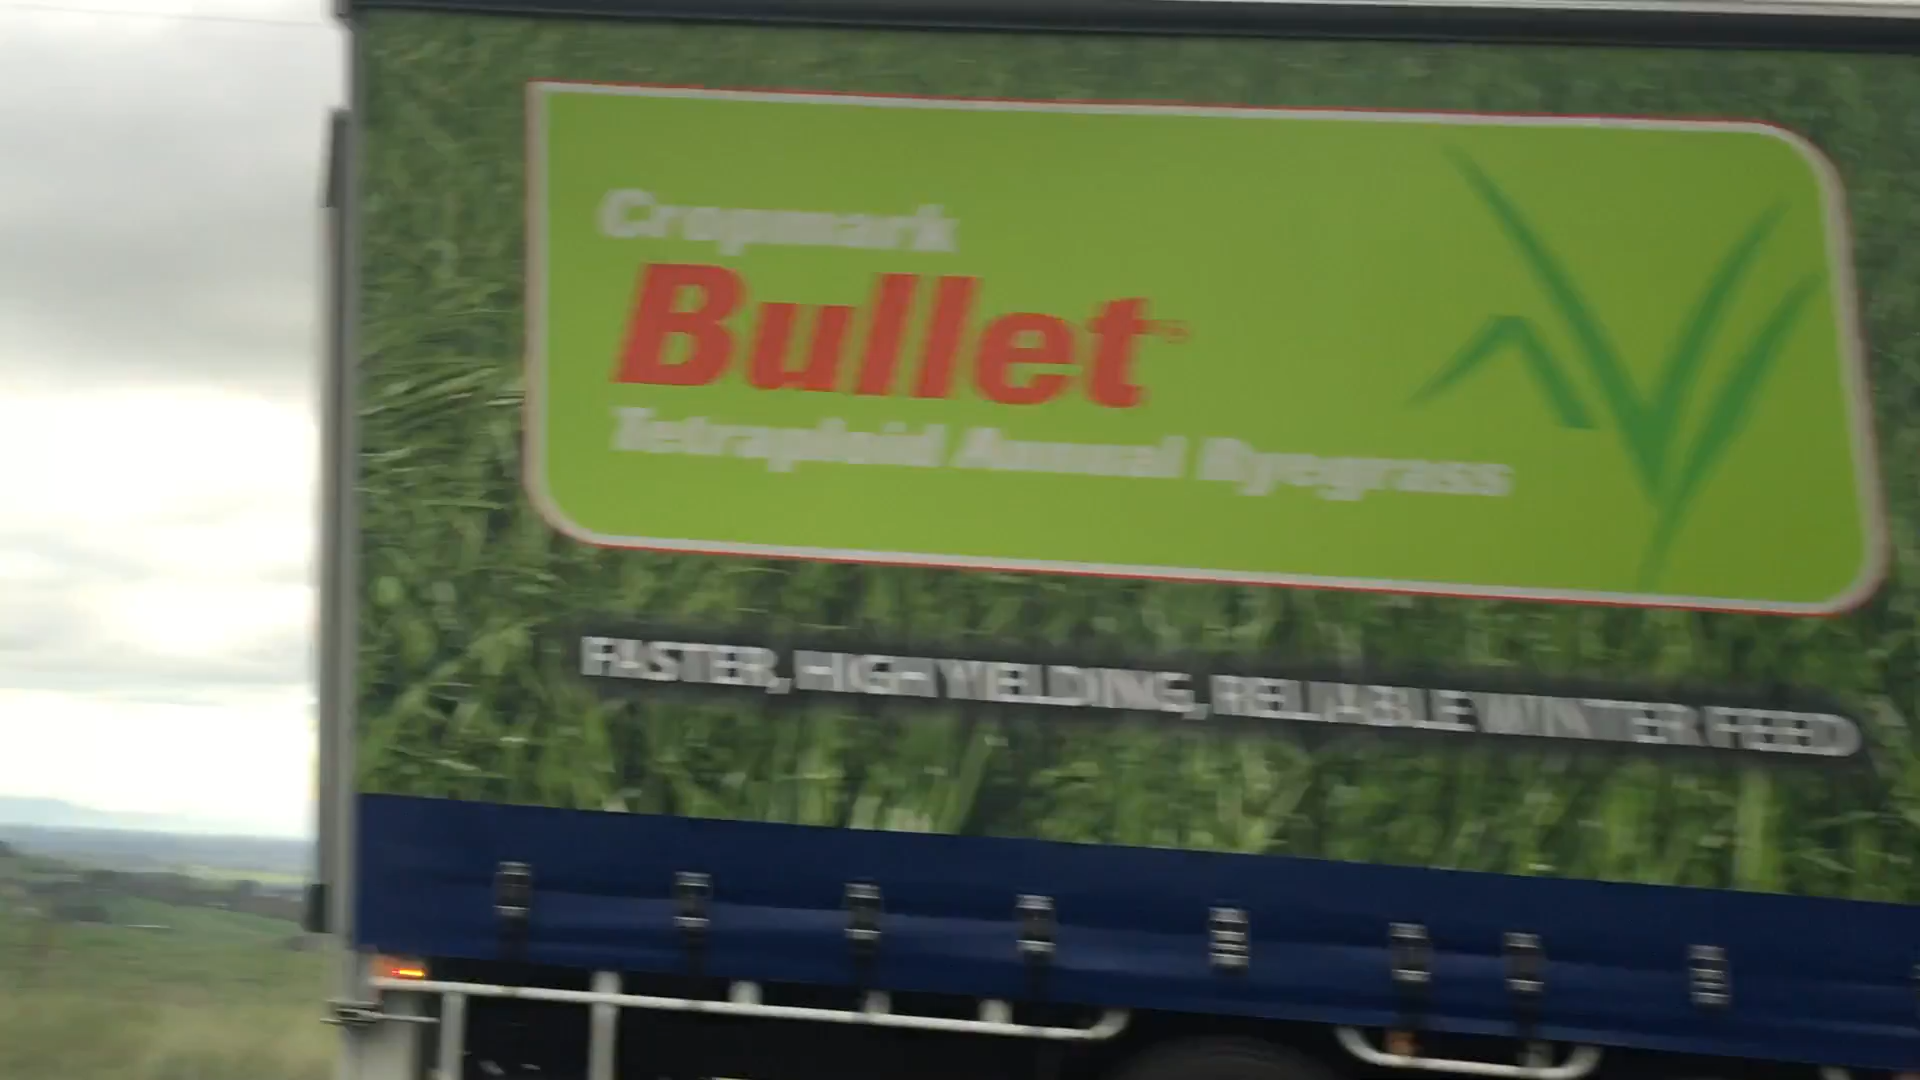 Cropmark
Bullet
Tetraploid Annual Ryegrass
FASTER, HIGH YIELDING, RELIABLE WINTER FEED